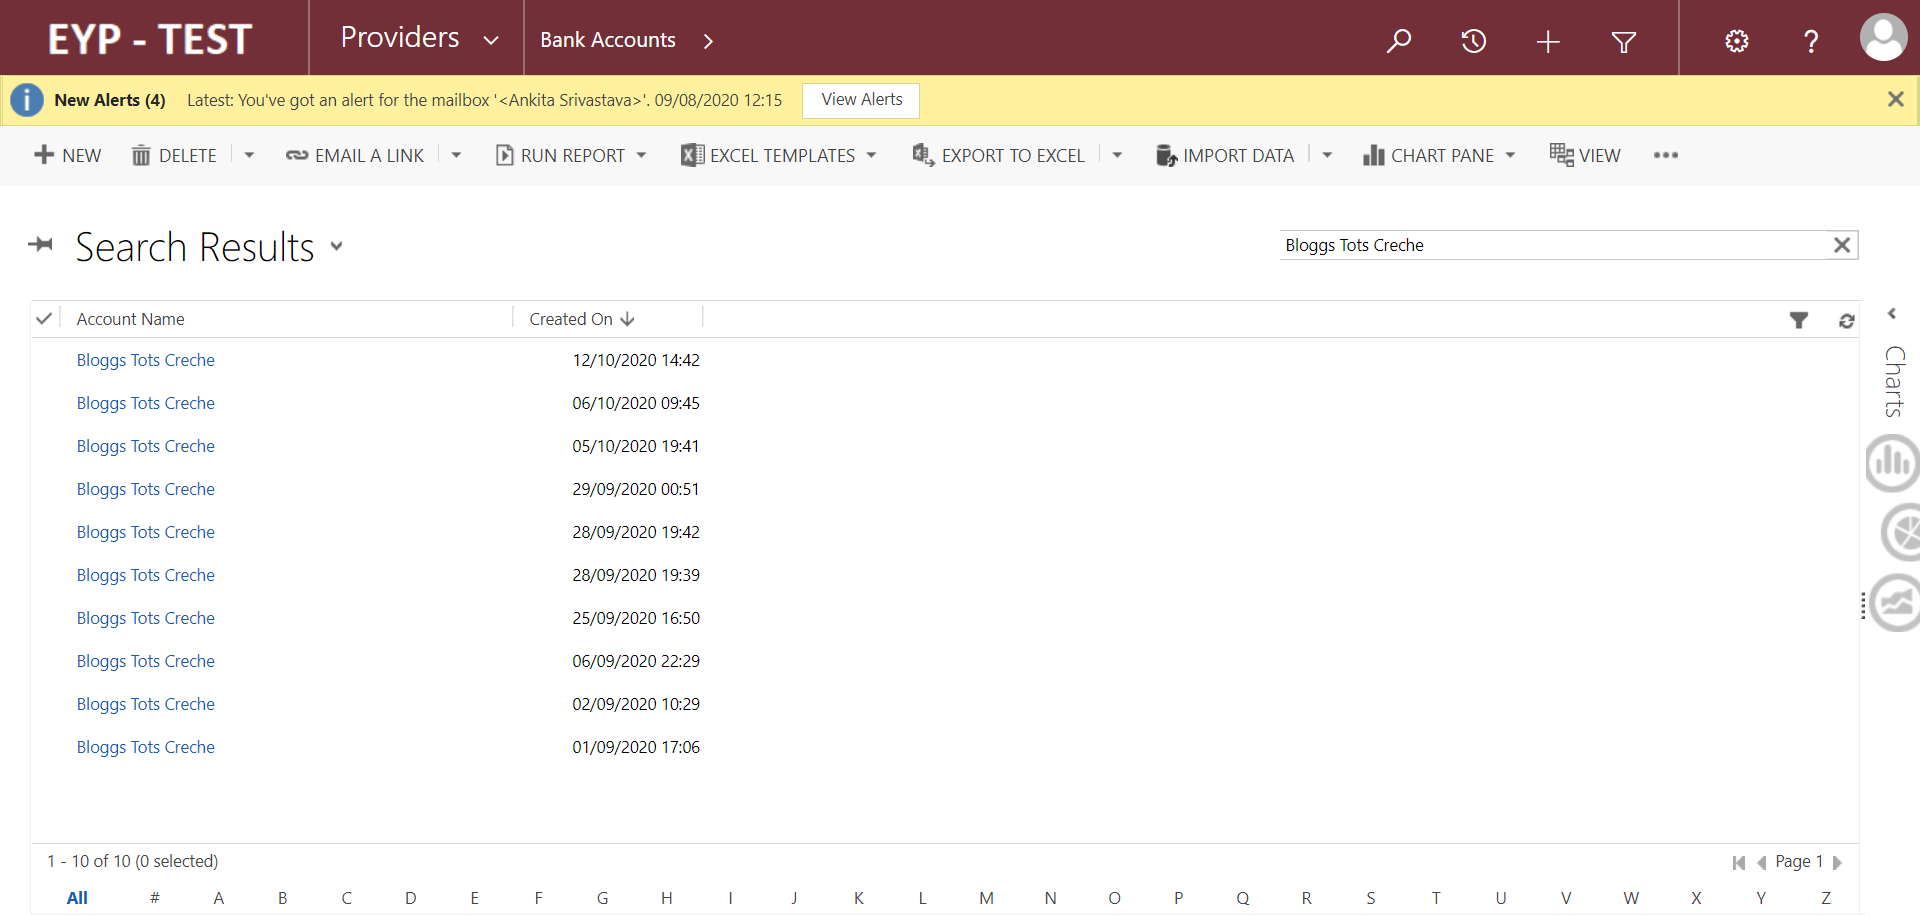 EYP - TEST
Providers
Bank Accounts
New Alerts (4) Latest: You've got an alert for the mailbox '<Ankita Srivastava>'. 09/08/2020 12:15 View Alerts
NEW DELETE EMAIL A LINK RUN REPORT EXCEL TEMPLATES EXPORT TO EXCEL IMPORT DATA CHART PANE VIEW
Search Results
Bloggs Tots Creche
Account Name Created On
Bloggs Tots Creche 12/10/2020 14:42
Bloggs Tots Creche 06/10/2020 09:45
Bloggs Tots Creche 05/10/2020 19:41
Bloggs Tots Creche 29/09/2020 00:51
Bloggs Tots Creche 28/09/2020 19:42
Bloggs Tots Creche 28/09/2020 19:39
Bloggs Tots Creche 25/09/2020 16:50
Bloggs Tots Creche 06/09/2020 22:29
Bloggs Tots Creche 02/09/2020 10:29
Bloggs Tots Creche 01/09/2020 17:06
Charts
1 - 10 of 10 (0 selected) Page 1
All # A B C D E F G H I J K L M N O P Q R S T U V W X Y Z